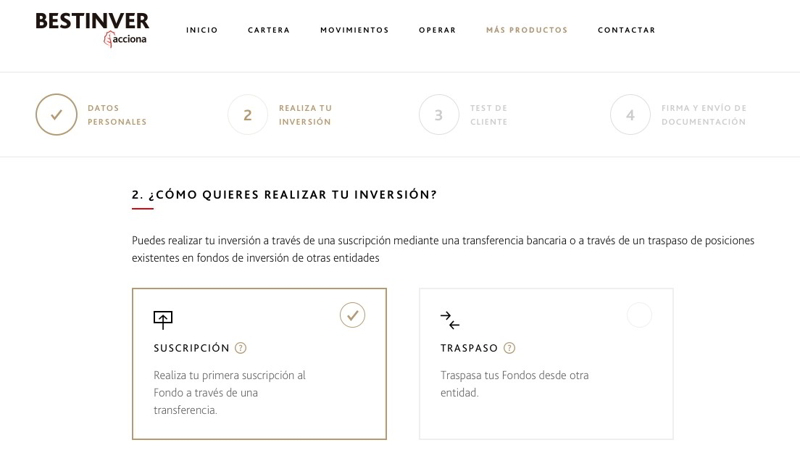 BESTINVER
acciona
INICIO CARTERA MOVIMIENTOS OPERAR MÁS PRODUCTOS CONTACTAR
DATOS
PERSONALES
2 REALIZA TU
INVERSIÓN
3 TEST DE
CLIENTE
4 FIRMA Y ENVÍO DE
DOCUMENTACIÓN
2. ¿CÓMO QUIERES REALIZAR TU INVERSIÓN?
Puedes realizar tu inversión a través de una suscripción mediante una transferencia bancaria o a través de un traspaso de posiciones
existentes en fondos de inversión de otras entidades
SUSCRIPCIÓN ?
Realiza tu primera suscripción al
Fondo a través de una
transferencia.
TRASPASO ?
Traspasa tus Fondos desde otra
entidad.